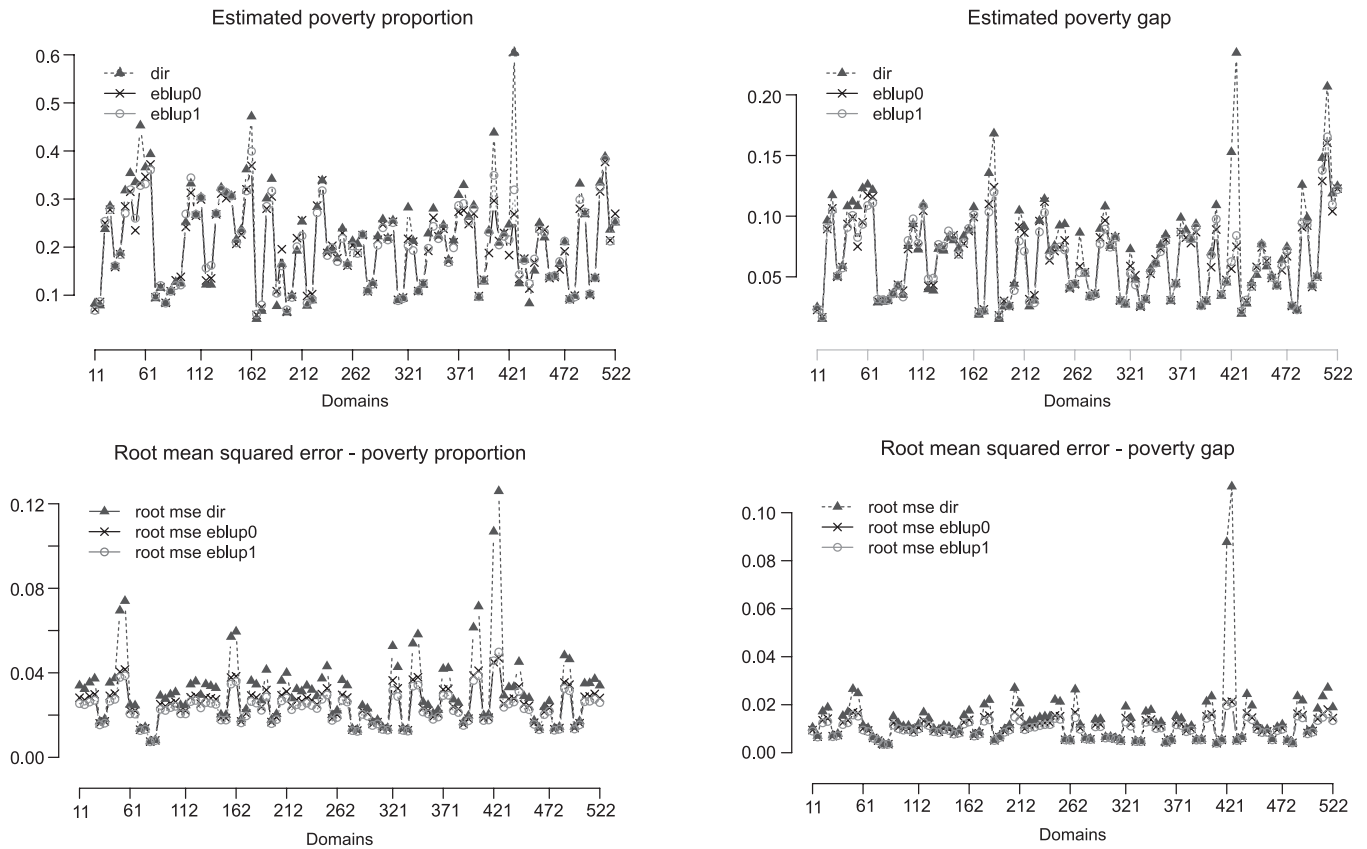 Estimated poverty proportion
0.6
0.5
0.4
0.3
0.2
0.1
dir
eblup0
eblup1
11 61 112 162 212 262 321 371 421 472 522
Domains
Estimated poverty gap
0.20
0.15
0.10
0.05
dir
eblup0
eblup1
11 61 112 162 212 262 321 371 421 472 522
Domains
Root mean squared error - poverty proportion
0.12
0.08
0.04
0.00
root mse dir
root mse eblup0
root mse eblup1
11 61 112 162 212 262 321 371 421 472 522
Domains
Root mean squared error - poverty gap
0.10
0.08
0.06
0.04
0.02
0.00
root mse dir
root mse eblup0
root mse eblup1
11 61 112 162 212 262 321 371 421 472 522
Domains